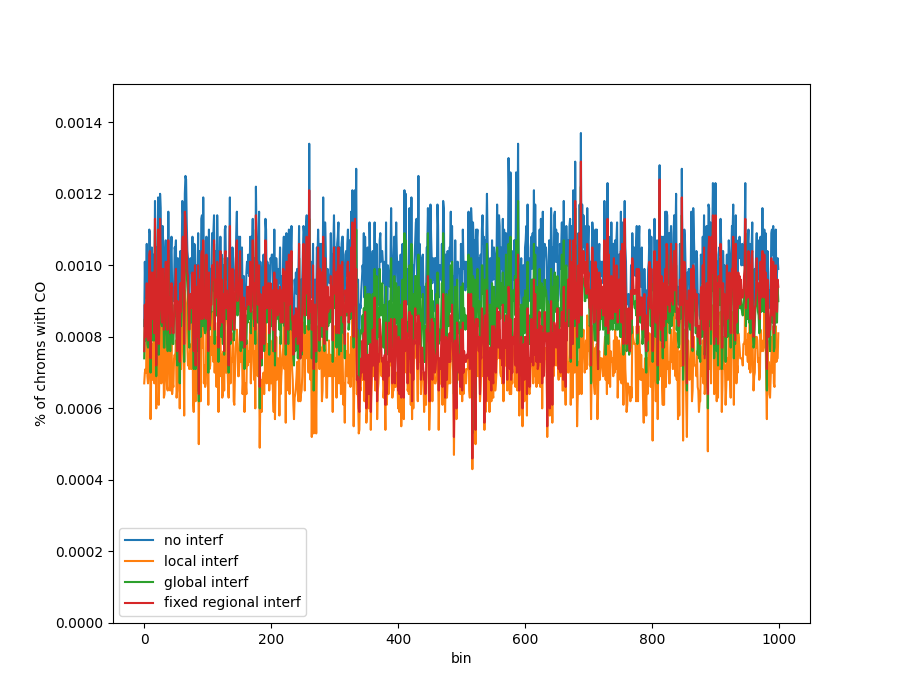 0.0014
0.0012
0.0010
0.0008
0.0006
0.0004
0.0002
0.0000
% of chroms with CO
no interf
local interf
global interf
fixed regional interf
0 200 400 600 800 1000
bin